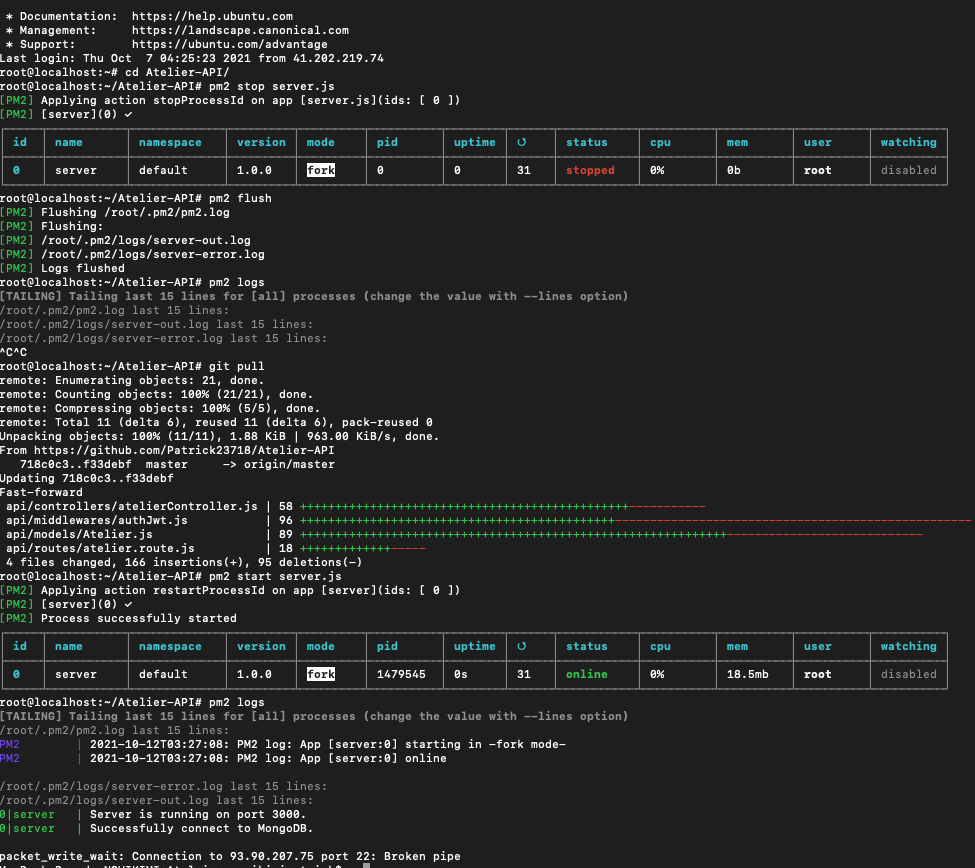 * Documentation:  https://help.ubuntu.com
* Management:     https://landscape.canonical.com
* Support:        https://ubuntu.com/advantage
Last login: Thu Oct  7 04:25:23 2021 from 41.202.219.74
root@localhost:~# cd Atelier-API/
root@localhost:~/Atelier-API# pm2 stop server.js
[PM2] Applying action stopProcessId on app [server.js](ids: [ 0 ])
[PM2] [server](0) ✓
id name namespace version mode pid uptime ↺ status cpu mem user watching
0 server default 1.0.0 fork 0 0 31 stopped 0% 0b root disabled
root@localhost:~/Atelier-API# pm2 flush
[PM2] Flushing /root/.pm2/pm2.log
[PM2] Flushing:
[PM2] /root/.pm2/logs/server-out.log
[PM2] /root/.pm2/logs/server-error.log
[PM2] Logs flushed
root@localhost:~/Atelier-API# pm2 logs
[TAILING] Tailing last 15 lines for [all] processes (change the value with --lines option)
/root/.pm2/pm2.log last 15 lines:
/root/.pm2/logs/server-out.log last 15 lines:
/root/.pm2/logs/server-error.log last 15 lines:
^C^C
root@localhost:~/Atelier-API# git pull
remote: Enumerating objects: 21, done.
remote: Counting objects: 100% (21/21), done.
remote: Compressing objects: 100% (5/5), done.
remote: Total 11 (delta 6), reused 11 (delta 6), pack-reused 0
Unpacking objects: 100% (11/11), 1.88 KiB | 963.00 KiB/s, done.
From https://github.com/Patrick23718/Atelier-API
718c0c3..f33debf  master     -> origin/master
Updating 718c0c3..f33debf
Fast-forward
api/controllers/atelierController.js | 58 +++++++++++++++++++++++++++++++++++++++++++++++-----------
api/middlewares/authJwt.js           | 96 +++++++++++++++++++++++++++++++++++++++++++++---------------------------------------------------
api/models/Atelier.js                | 89 +++++++++++++++++++++++++++++++++++++++++++++++++++++++++++++----------------------------
api/routes/atelier.route.js          | 18 +++++++++++++-----
4 files changed, 166 insertions(+), 95 deletions(-)
root@localhost:~/Atelier-API# pm2 start server.js
[PM2] Applying action restartProcessId on app [server](ids: [ 0 ])
[PM2] [server](0) ✓
[PM2] Process successfully started
id name namespace version mode pid uptime ↺ status cpu mem user watching
0 server default 1.0.0 fork 1479545 0s 31 online 0% 18.5mb root disabled
root@localhost:~/Atelier-API# pm2 logs
[TAILING] Tailing last 15 lines for [all] processes (change the value with --lines option)
/root/.pm2/pm2.log last 15 lines:
PM2        | 2021-10-12T03:27:08: PM2 log: App [server:0] starting in -fork mode-
PM2        | 2021-10-12T03:27:08: PM2 log: App [server:0] online
/root/.pm2/logs/server-error.log last 15 lines:
/root/.pm2/logs/server-out.log last 15 lines:
0|server   | Server is running on port 3000.
0|server   | Successfully connect to MongoDB.
packet_write_wait: Connection to 93.90.207.75 port 22: Broken pipe